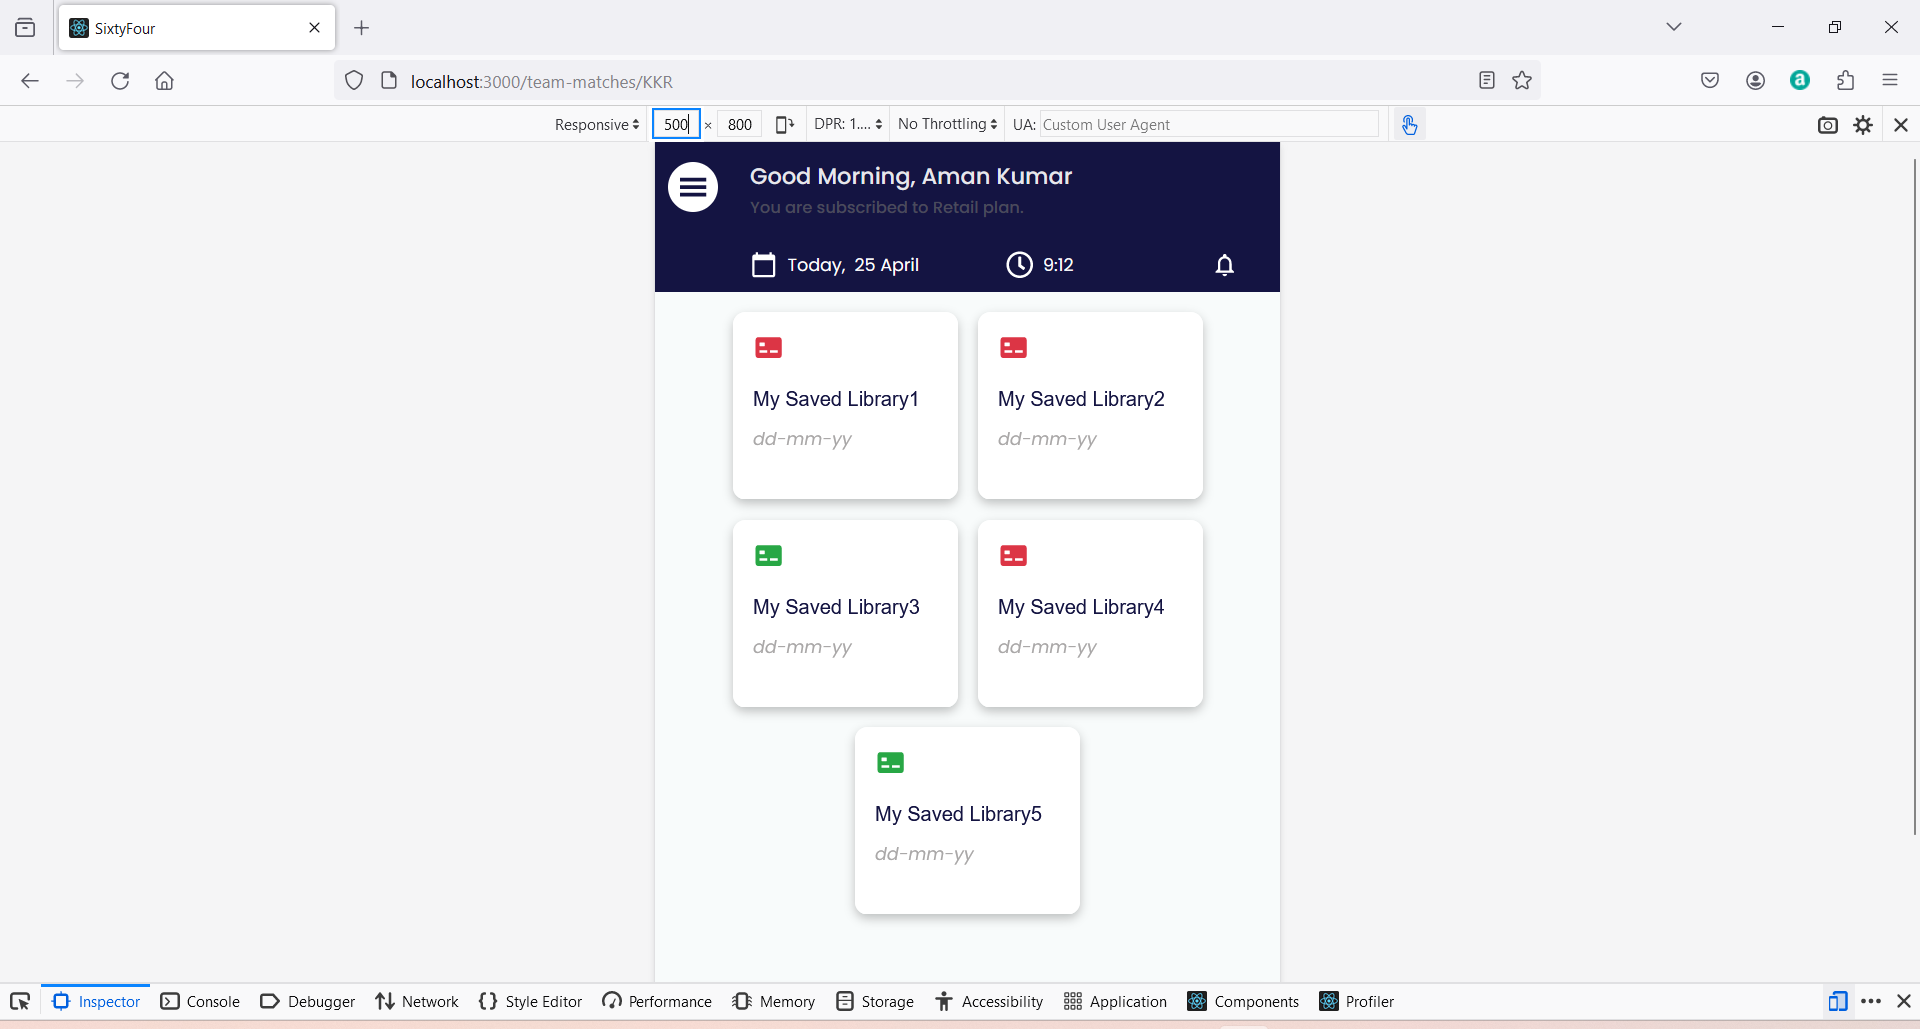 SixtyFour
localhost:3000/team-matches/KKR
Responsive 500 × 800 DPR: 1.... No Throttling UA: Custom User Agent
Good Morning, Aman Kumar
You are subscribed to Retail plan.
Today, 25 April 9:12
My Saved Library1
dd-mm-yy
My Saved Library2
dd-mm-yy
My Saved Library3
dd-mm-yy
My Saved Library4
dd-mm-yy
My Saved Library5
dd-mm-yy
Inspector Console Debugger Network Style Editor Performance Memory Storage Accessibility Application Components Profiler